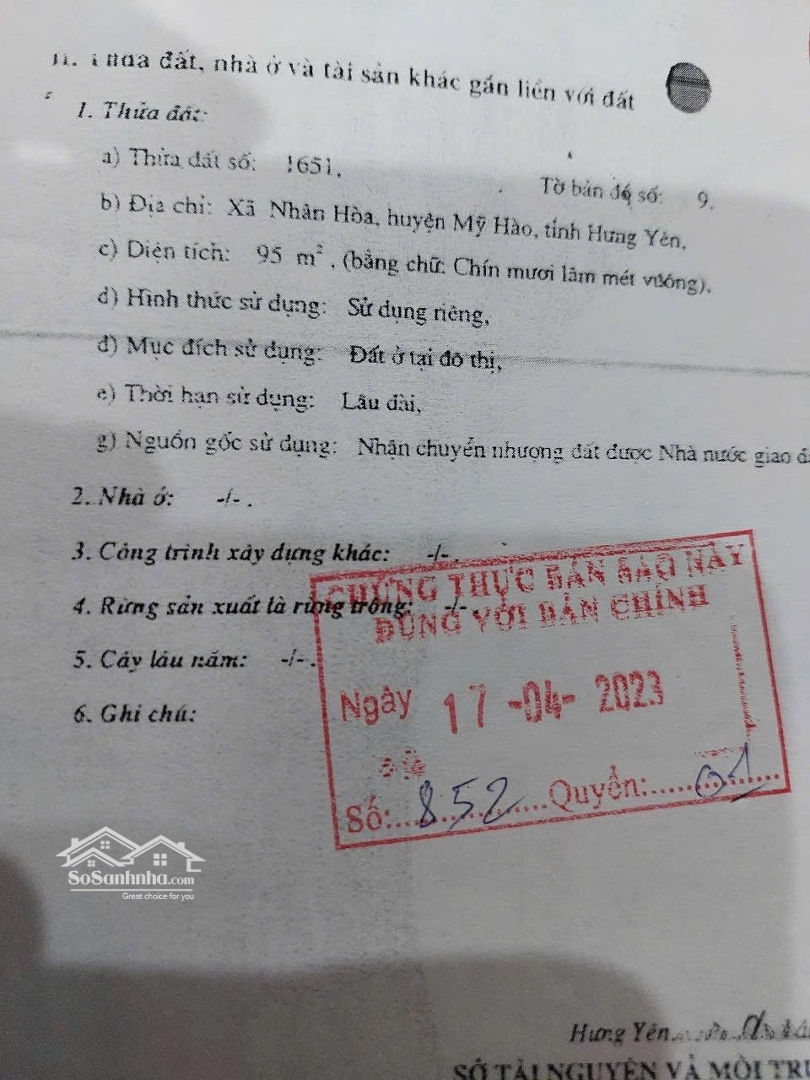 II. Thửa đất, nhà ở và tài sản khác gắn liền với đất
1. Thửa đất:
a) Thửa đất số: 1651, Tờ bản đồ số: 9.
b) Địa chỉ: Xã Nhân Hòa, huyện Mỹ Hào, tỉnh Hưng Yên,
c) Diện tích: 95 m², (bằng chữ: Chín mươi lăm mét vuông),
d) Hình thức sử dụng: Sử dụng riêng,
đ) Mục đích sử dụng: Đất ở tại đô thị,
e) Thời hạn sử dụng: Lâu dài,
g) Nguồn gốc sử dụng: Nhận chuyển nhượng đất được Nhà nước giao
2. Nhà ở: -/- .
3. Công trình xây dựng khác: -/- .
4. Rừng sản xuất là rừng trồng: -/-
5. Cây lâu năm: -/- .
6. Ghi chú:
CHỨNG THỰC BẢN SAO NÀY
ĐÚNG VỚI BẢN CHÍNH
Ngày 17 -04- 2023
Số: 852 Quyển: 01
SoSanhnha.com
Great choice for you
Hưng Yên
SỞ TÀI NGUYÊN VÀ MÔI